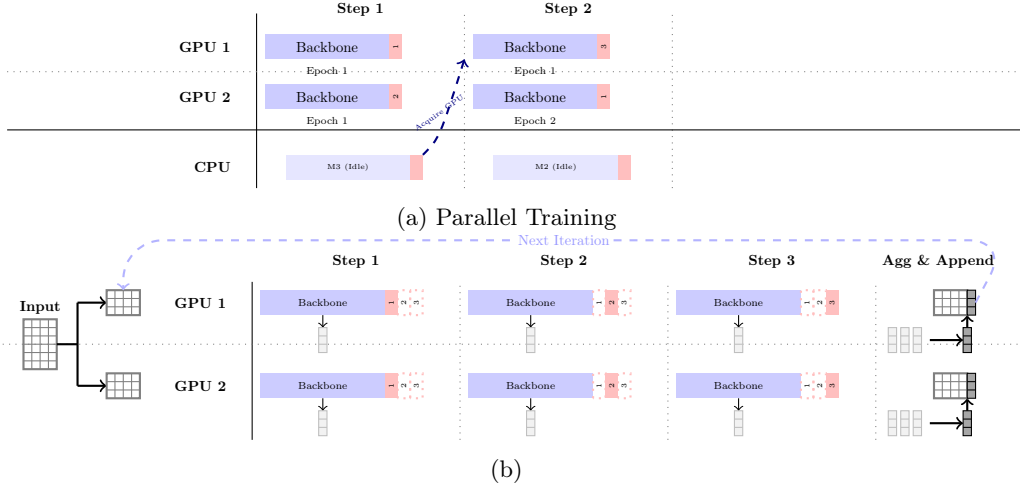 Step 1 Step 2
GPU 1 Backbone 1 Backbone 3
Epoch 1 Epoch 1
GPU 2 Backbone 2 Backbone 1
Epoch 1 Epoch 2
Acquire GPU
CPU M3 (Idle) M2 (Idle)
(a) Parallel Training
Next Iteration
Step 1 Step 2 Step 3 Agg & Append
Input
GPU 1 Backbone 1 2 3 Backbone 1 2 3 Backbone 1 2 3
GPU 2 Backbone 1 2 3 Backbone 1 2 3 Backbone 1 2 3
(b)